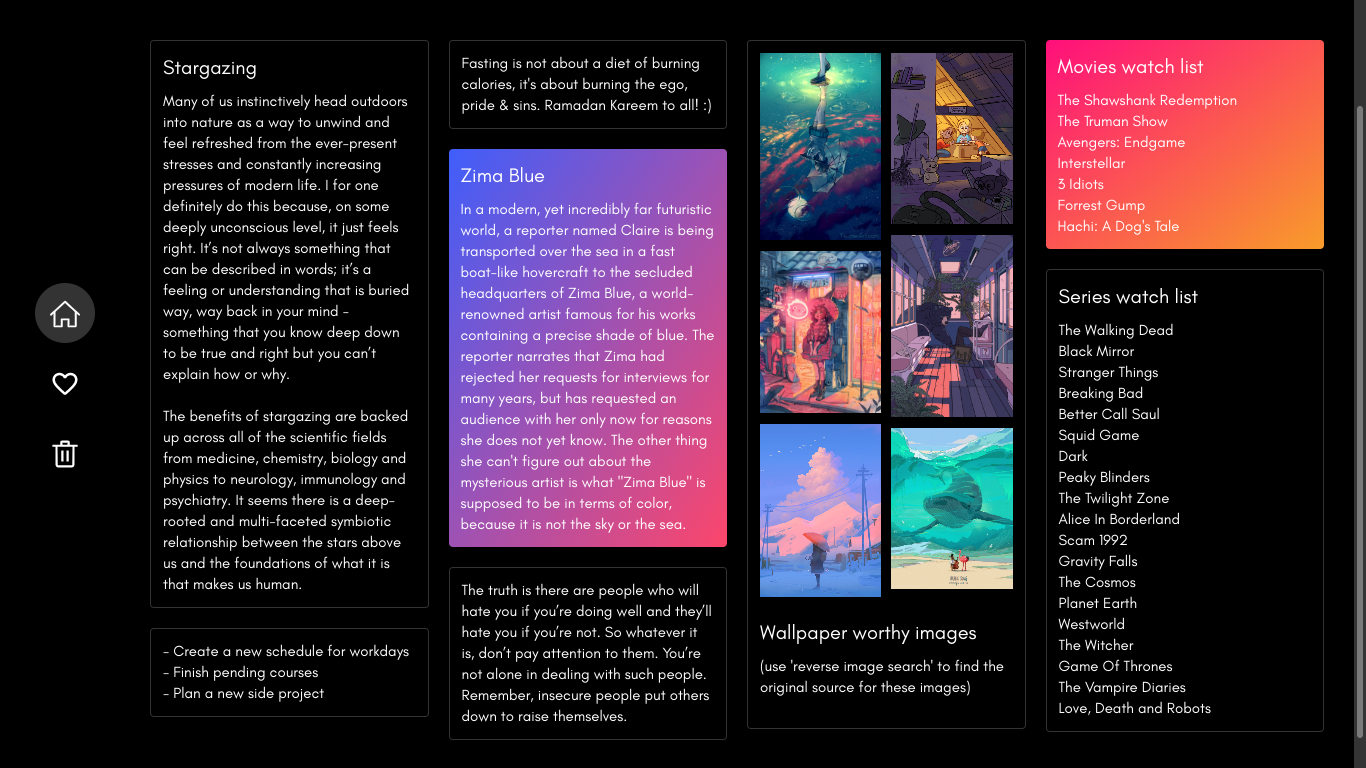 Stargazing
Many of us instinctively head outdoors
into nature as a way to unwind and
feel refreshed from the ever-present
stresses and constantly increasing
pressures of modern life. I for one
definitely do this because, on some
deeply unconscious level, it just feels
right. It’s not always something that
can be described in words; it’s a
feeling or understanding that is buried
way, way back in your mind -
something that you know deep down
to be true and right but you can’t
explain how or why.
The benefits of stargazing are backed
up across all of the scientific fields
from medicine, chemistry, biology and
physics to neurology, immunology and
psychiatry. It seems there is a deep-
rooted and multi-faceted symbiotic
relationship between the stars above
us and the foundations of what it is
that makes us human.
- Create a new schedule for workdays
- Finish pending courses
- Plan a new side project
Fasting is not about a diet of burning
calories, it's about burning the ego,
pride & sins. Ramadan Kareem to all! :)
Zima Blue
In a modern, yet incredibly far futuristic
world, a reporter named Claire is being
transported over the sea in a fast
boat-like hovercraft to the secluded
headquarters of Zima Blue, a world-
renowned artist famous for his works
containing a precise shade of blue. The
reporter narrates that Zima had
rejected her requests for interviews for
many years, but has requested an
audience with her only now for reasons
she does not yet know. The other thing
she can't figure out about the
mysterious artist is what "Zima Blue" is
supposed to be in terms of color,
because it is not the sky or the sea.
The truth is there are people who will
hate you if you’re doing well and they’ll
hate you if you’re not. So whatever it
is, don’t pay attention to them. You’re
not alone in dealing with such people.
Remember, insecure people put others
down to raise themselves.
Wallpaper worthy images
(use 'reverse image search' to find the
original source for these images)
Movies watch list
The Shawshank Redemption
The Truman Show
Avengers: Endgame
Interstellar
3 Idiots
Forrest Gump
Hachi: A Dog's Tale
Series watch list
The Walking Dead
Black Mirror
Stranger Things
Breaking Bad
Better Call Saul
Squid Game
Dark
Peaky Blinders
The Twilight Zone
Alice In Borderland
Scam 1992
Gravity Falls
The Cosmos
Planet Earth
Westworld
The Witcher
Game Of Thrones
The Vampire Diaries
Love, Death and Robots